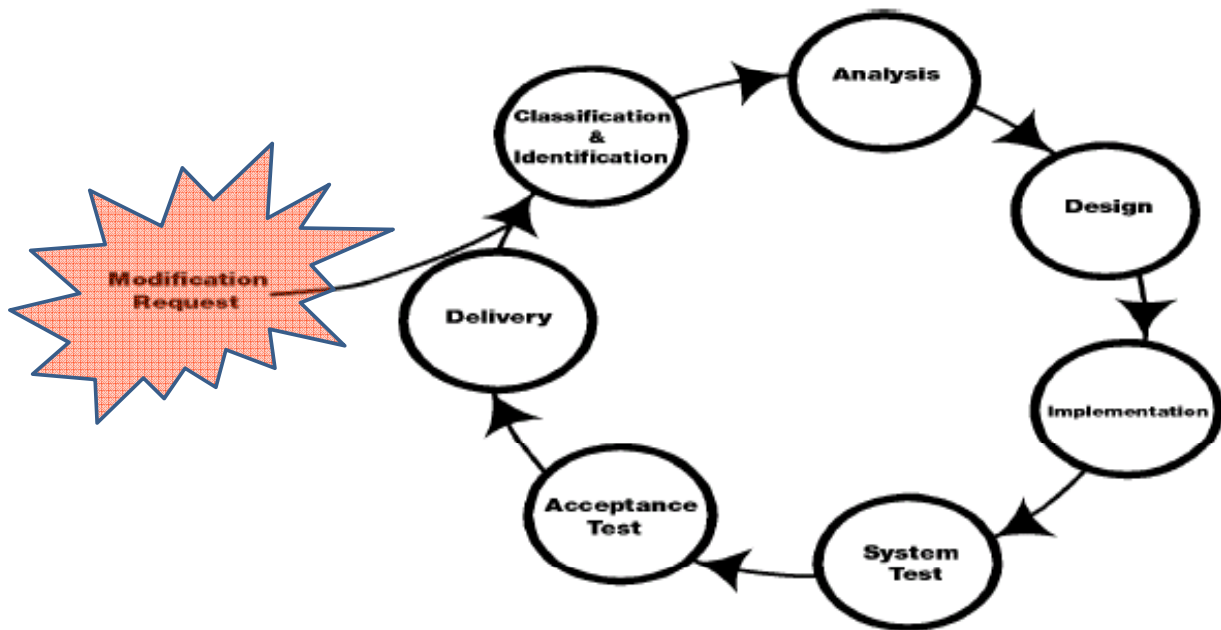 Analysis
Classification
&
Identification
Design
Modification
Request
Delivery
Implementation
Acceptance
Test
System
Test